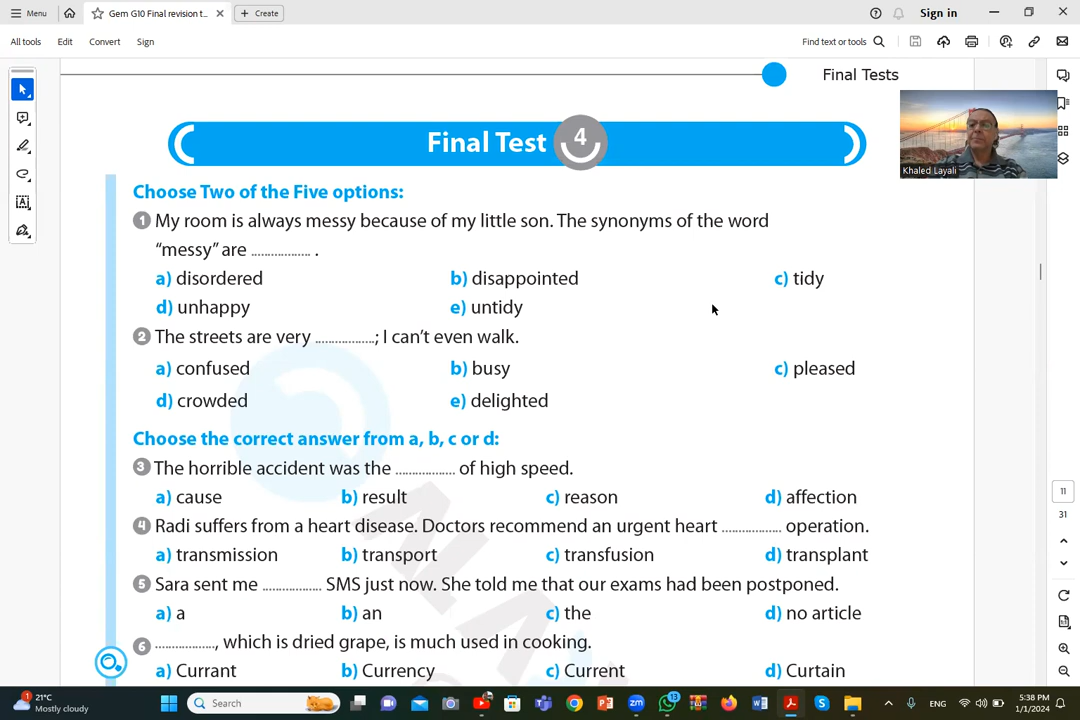 Menu
Gem G10 Final revision t...
Create
Sign in
All tools
Edit
Convert
Sign
Find text or tools
Final Tests
Khaled Layali
Final Test 4
Choose Two of the Five options:
1 My room is always messy because of my little son. The synonyms of the word
"messy" are .................. .
a) disordered b) disappointed c) tidy
d) unhappy e) untidy
2 The streets are very ..................; I can't even walk.
a) confused b) busy c) pleased
d) crowded e) delighted
Choose the correct answer from a, b, c or d:
3 The horrible accident was the .................. of high speed.
a) cause b) result c) reason d) affection
4 Radi suffers from a heart disease. Doctors recommend an urgent heart .................. operation.
a) transmission b) transport c) transfusion d) transplant
5 Sara sent me .................. SMS just now. She told me that our exams had been postponed.
a) a b) an c) the d) no article
6 .................., which is dried grape, is much used in cooking.
a) Currant b) Currency c) Current d) Curtain
11
31
1
21°C
Mostly cloudy
Search
13
ENG
5:38 PM
1/1/2024